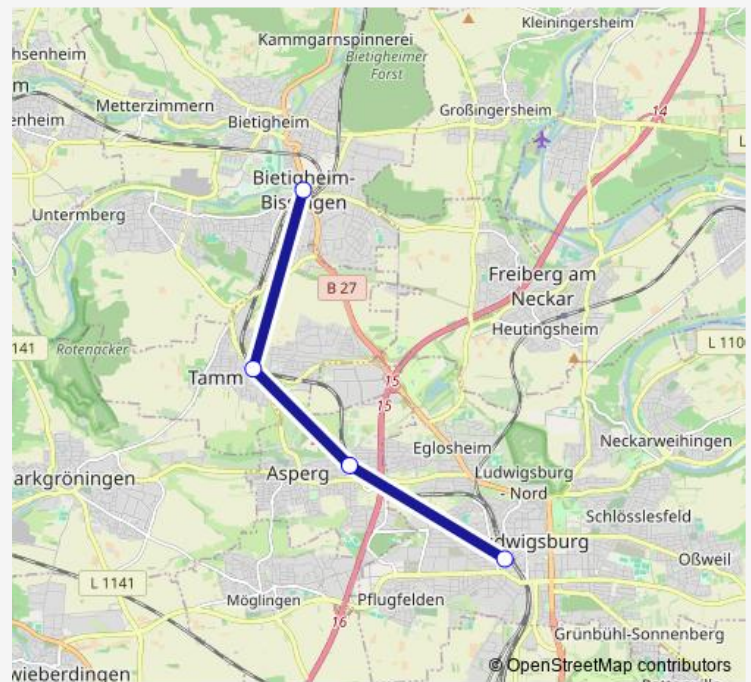 Kleiningersheim
Kammgarnspinnerei
hsenheim
Bietigheimer
Forst
m
Metterzimmern
Großingersheim
14
enheim
Bietigheim
L
Bietigheim-
Bissingen
Untermberg
Freiberg am
Neckar
B 27
Heutingsheim
141
Rotenacker
L 110
Tamm
15
15
Eglosheim
Neckarweihingen
Asperg
Ludwigsburg
- Nord
arkgröningen
Schlösslesfeld
dwigsburg
Oßweil
L 1141
Möglingen
Pflugfelden
16
Grünbühl-Sonnenberg
wieberdingen
© OpenStreetMap contributors